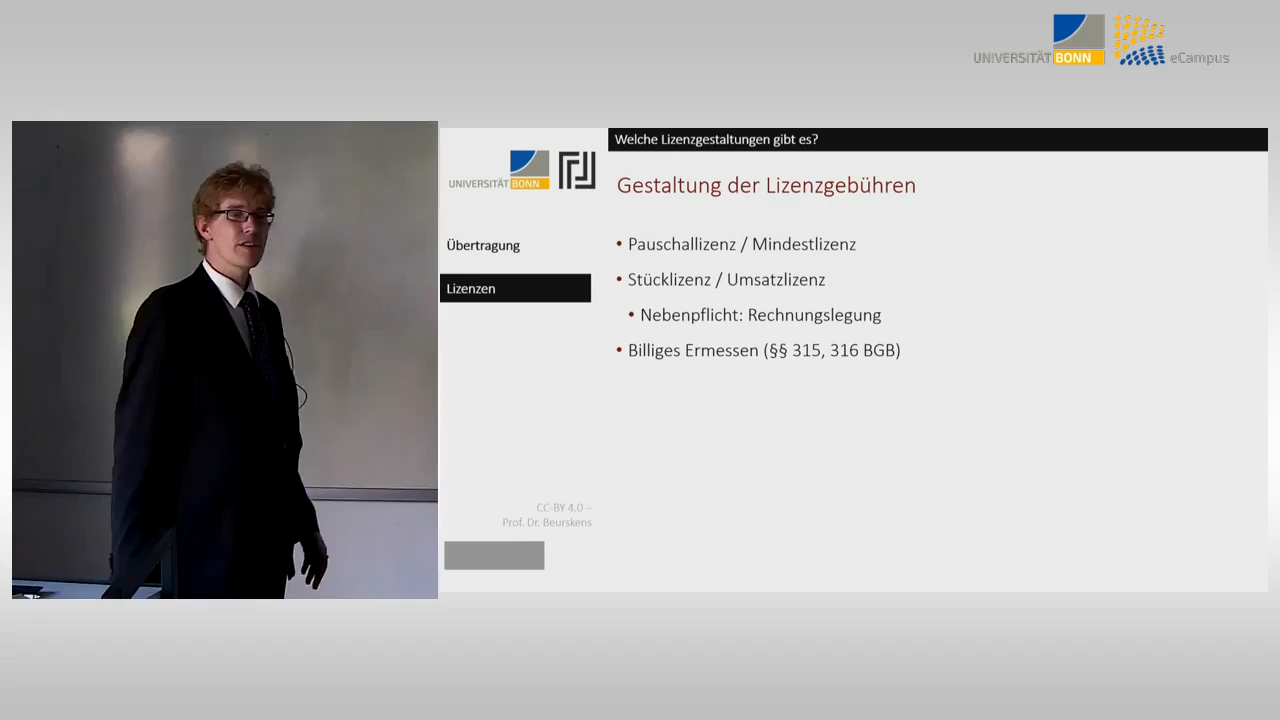 UNIVERSITÄT BONN
eCampus
Welche Lizenzgestaltungen gibt es?
UNIVERSITÄT BONN
Gestaltung der Lizenzgebühren
Übertragung
Lizenzen
• Pauschallizenz / Mindestlizenz
• Stücklizenz / Umsatzlizenz
• Nebenpflicht: Rechnungslegung
• Billiges Ermessen (§§ 315, 316 BGB)
CC-BY 4.0 –
Prof. Dr. Beurskens